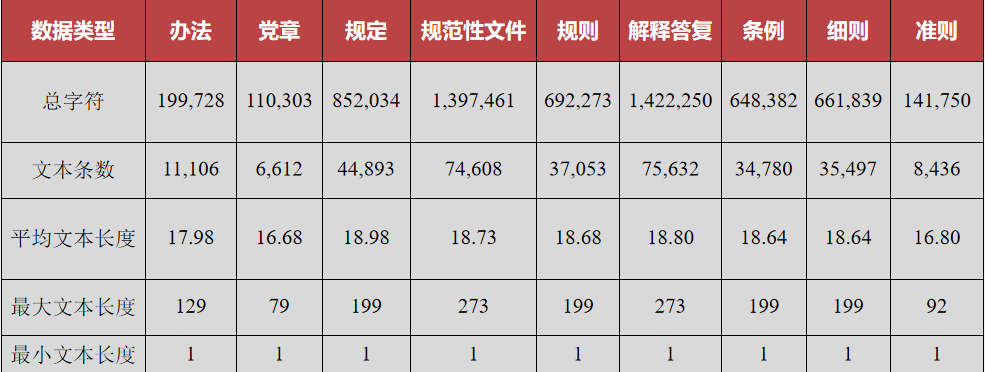 数据类型 办法 党章 规定 规范性文件 规则 解释答复 条例 细则 准则
总字符 199,728 110,303 852,034 1,397,461 692,273 1,422,250 648,382 661,839 141,750
文本条数 11,106 6,612 44,893 74,608 37,053 75,632 34,780 35,497 8,436
平均文本长度 17.98 16.68 18.98 18.73 18.68 18.80 18.64 18.64 16.80
最大文本长度 129 79 199 273 199 273 199 199 92
最小文本长度 1 1 1 1 1 1 1 1 1